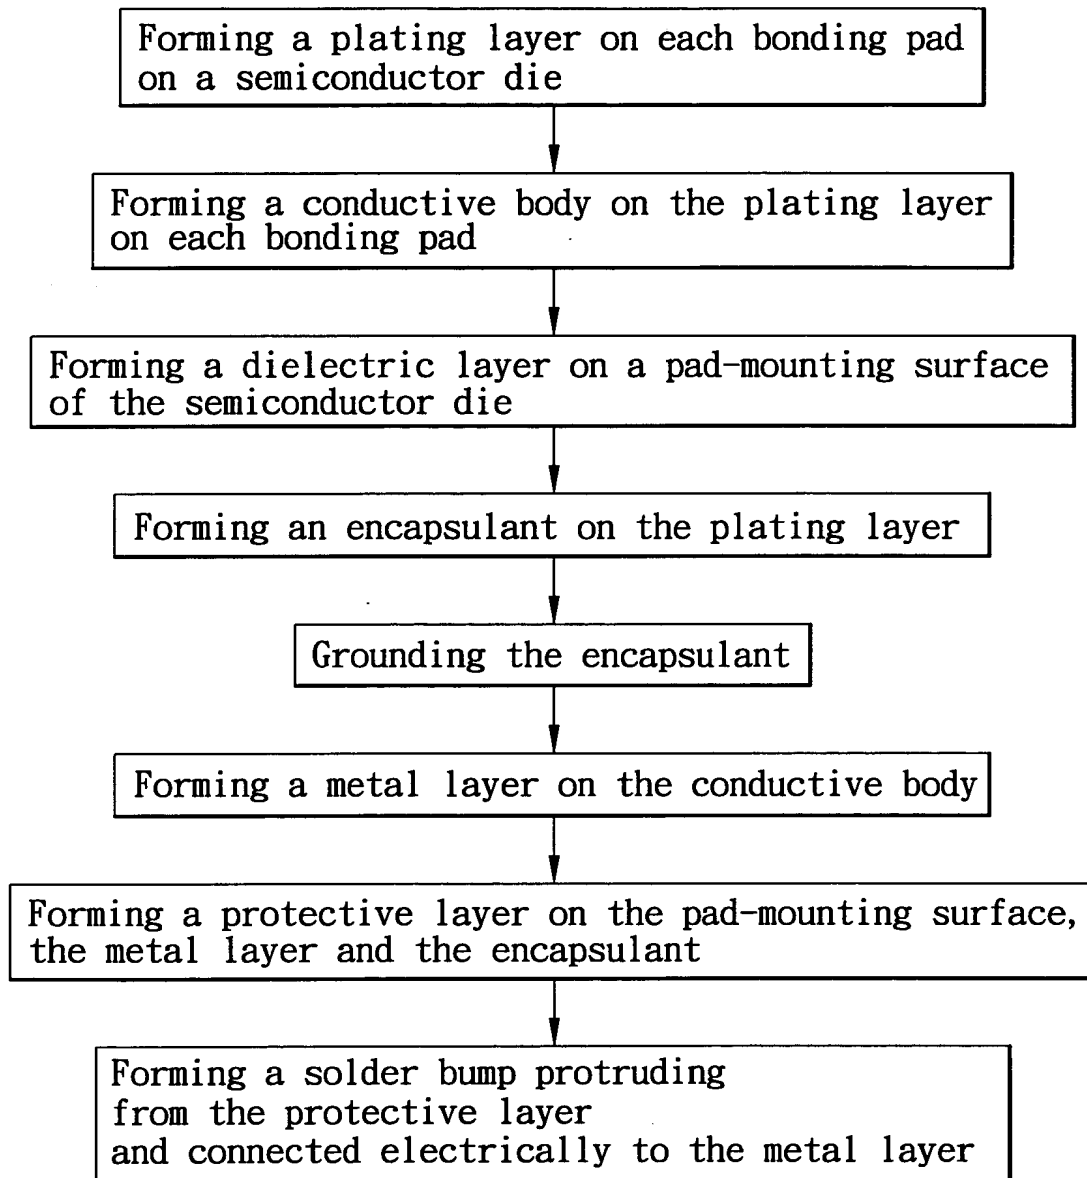 Forming a plating layer on each bonding pad
on a semiconductor die
Forming a conductive body on the plating layer
on each bonding pad
Forming a dielectric layer on a pad-mounting surface
of the semiconductor die
Forming an encapsulant on the plating layer
Grounding the encapsulant
Forming a metal layer on the conductive body
Forming a protective layer on the pad-mounting surface,
the metal layer and the encapsulant
Forming a solder bump protruding
from the protective layer
and connected electrically to the metal layer